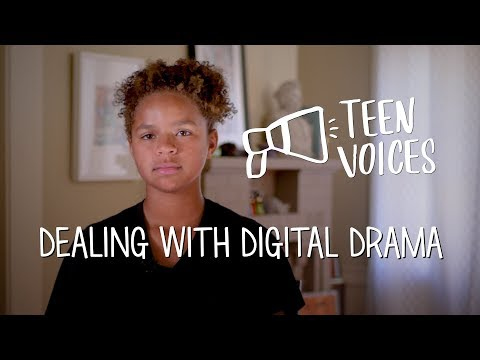 TEEN
VOICES
DEALING WITH DIGITAL DRAMA